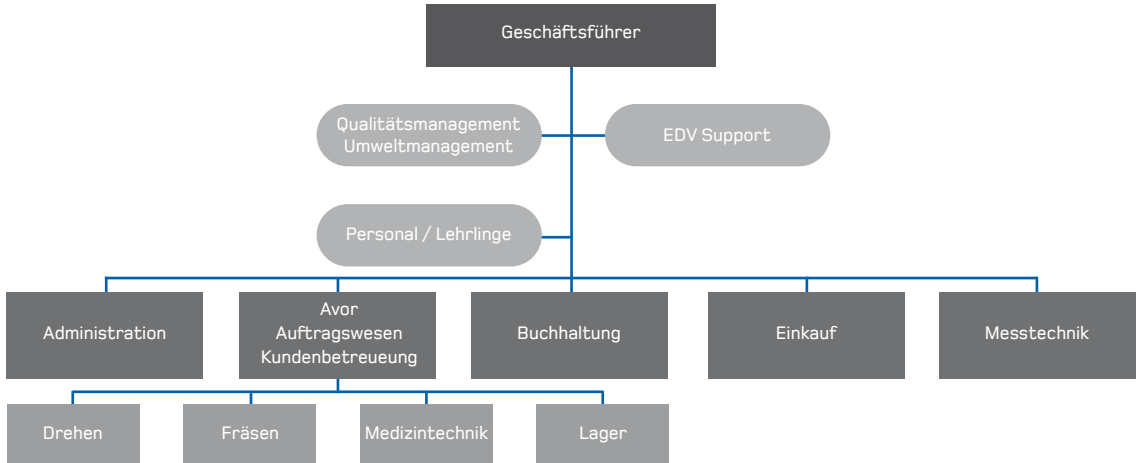 Geschäftsführer
Qualitätsmanagement
Umweltmanagement
EDV Support
Personal / Lehrlinge
Administration
Avor
Auftragswesen
Kundenbetreueung
Buchhaltung
Einkauf
Messtechnik
Drehen
Fräsen
Medizintechnik
Lager